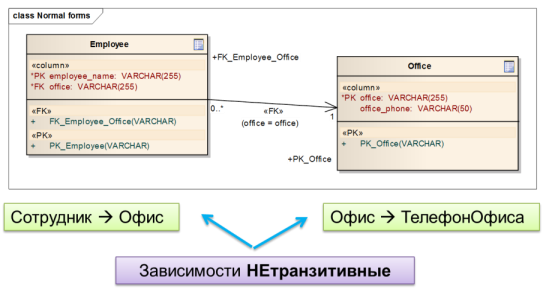 class Normal forms
Employee
«column»
*PK employee_name: VARCHAR(255)
*FK office: VARCHAR(255)
«FK»
+ FK_Employee_Office(VARCHAR)
«PK»
+ PK_Employee(VARCHAR)
+FK_Employee_Office
0..*
«FK»
(office = office)
1
+PK_Office
Office
«column»
*PK office: VARCHAR(255)
office_phone: VARCHAR(50)
«PK»
+ PK_Office(VARCHAR)
Сотрудник → Офис
Офис → ТелефонОфиса
Зависимости НЕтранзитивные